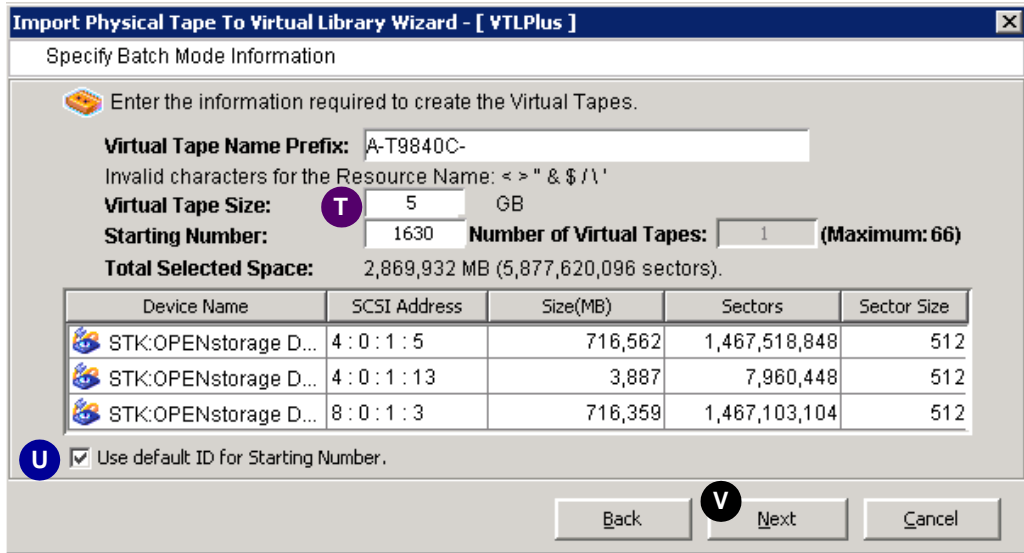 Import Physical Tape To Virtual Library Wizard - [ VTLPlus ]
Specify Batch Mode Information
Enter the information required to create the Virtual Tapes.
Virtual Tape Name Prefix: A-T9840C-
Invalid characters for the Resource Name: < > " & $ / \ '
Virtual Tape Size: T 5 GB
Starting Number: 1630 Number of Virtual Tapes: 1 (Maximum: 66)
Total Selected Space: 2,869,932 MB (5,877,620,096 sectors).
Device Name SCSI Address Size(MB) Sectors Sector Size
STK:OPENstorage D... 4 : 0 : 1 : 5 716,562 1,467,518,848 512
STK:OPENstorage D... 4 : 0 : 1 : 13 3,887 7,960,448 512
STK:OPENstorage D... 8 : 0 : 1 : 3 716,359 1,467,103,104 512
U Use default ID for Starting Number.
Back V Next Cancel